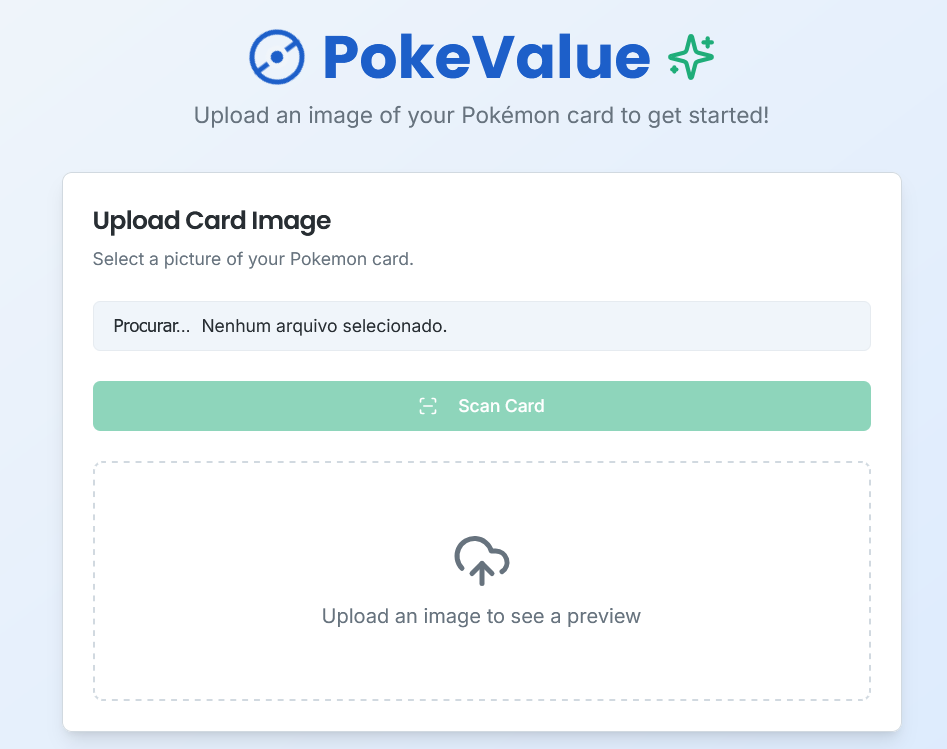 PokeValue
Upload an image of your Pokémon card to get started!
Upload Card Image
Select a picture of your Pokemon card.
Procurar... Nenhum arquivo selecionado.
Scan Card
Upload an image to see a preview